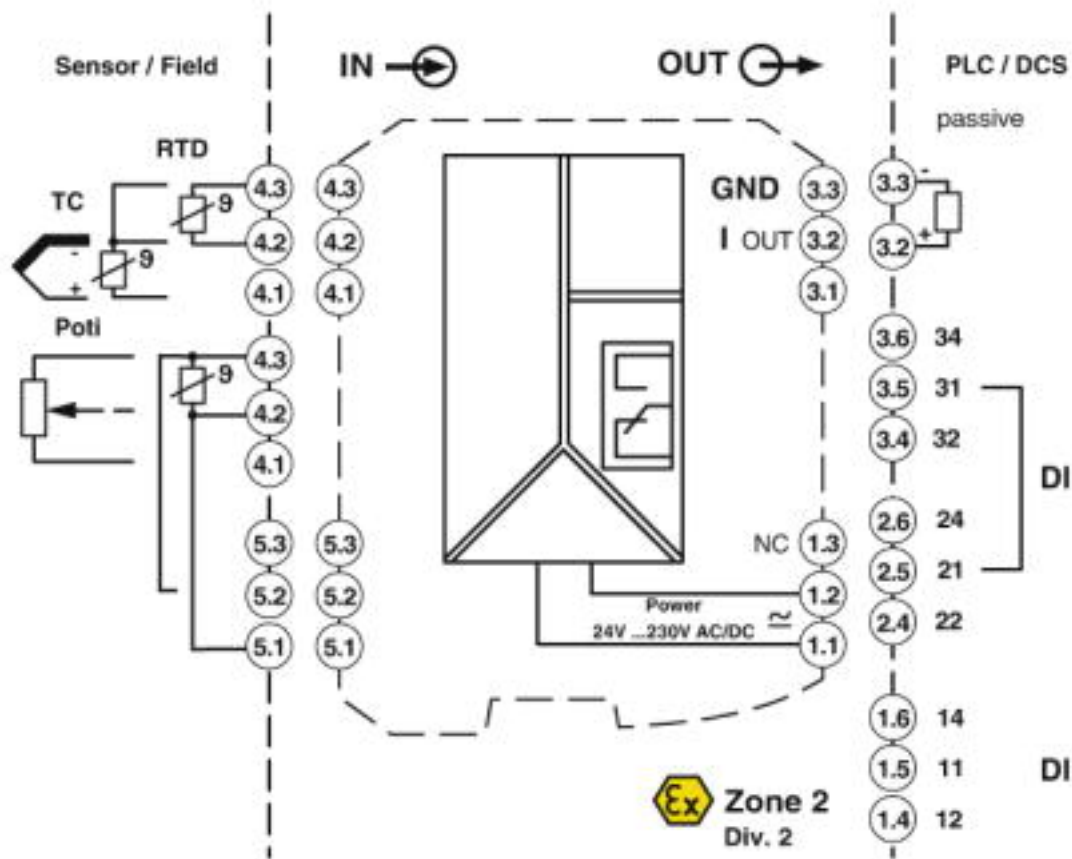 Sensor / Field
IN
OUT
PLC / DCS
passive
RTD
TC
ϑ
ϑ
-
+
4.3
4.2
4.1
Poti
ϑ
4.3
4.2
4.1
5.3
5.2
5.1
4.3
4.2
4.1
5.3
5.2
5.1
GND 3.3
I OUT 3.2
3.1
NC 1.3
1.2
Power
24V ...230V AC/DC
1.1
3.3 -
3.2 +
3.6 34
3.5 31
3.4 32
DI
2.6 24
2.5 21
2.4 22
1.6 14
1.5 11
DI
1.4 12
Ex
Zone 2
Div. 2